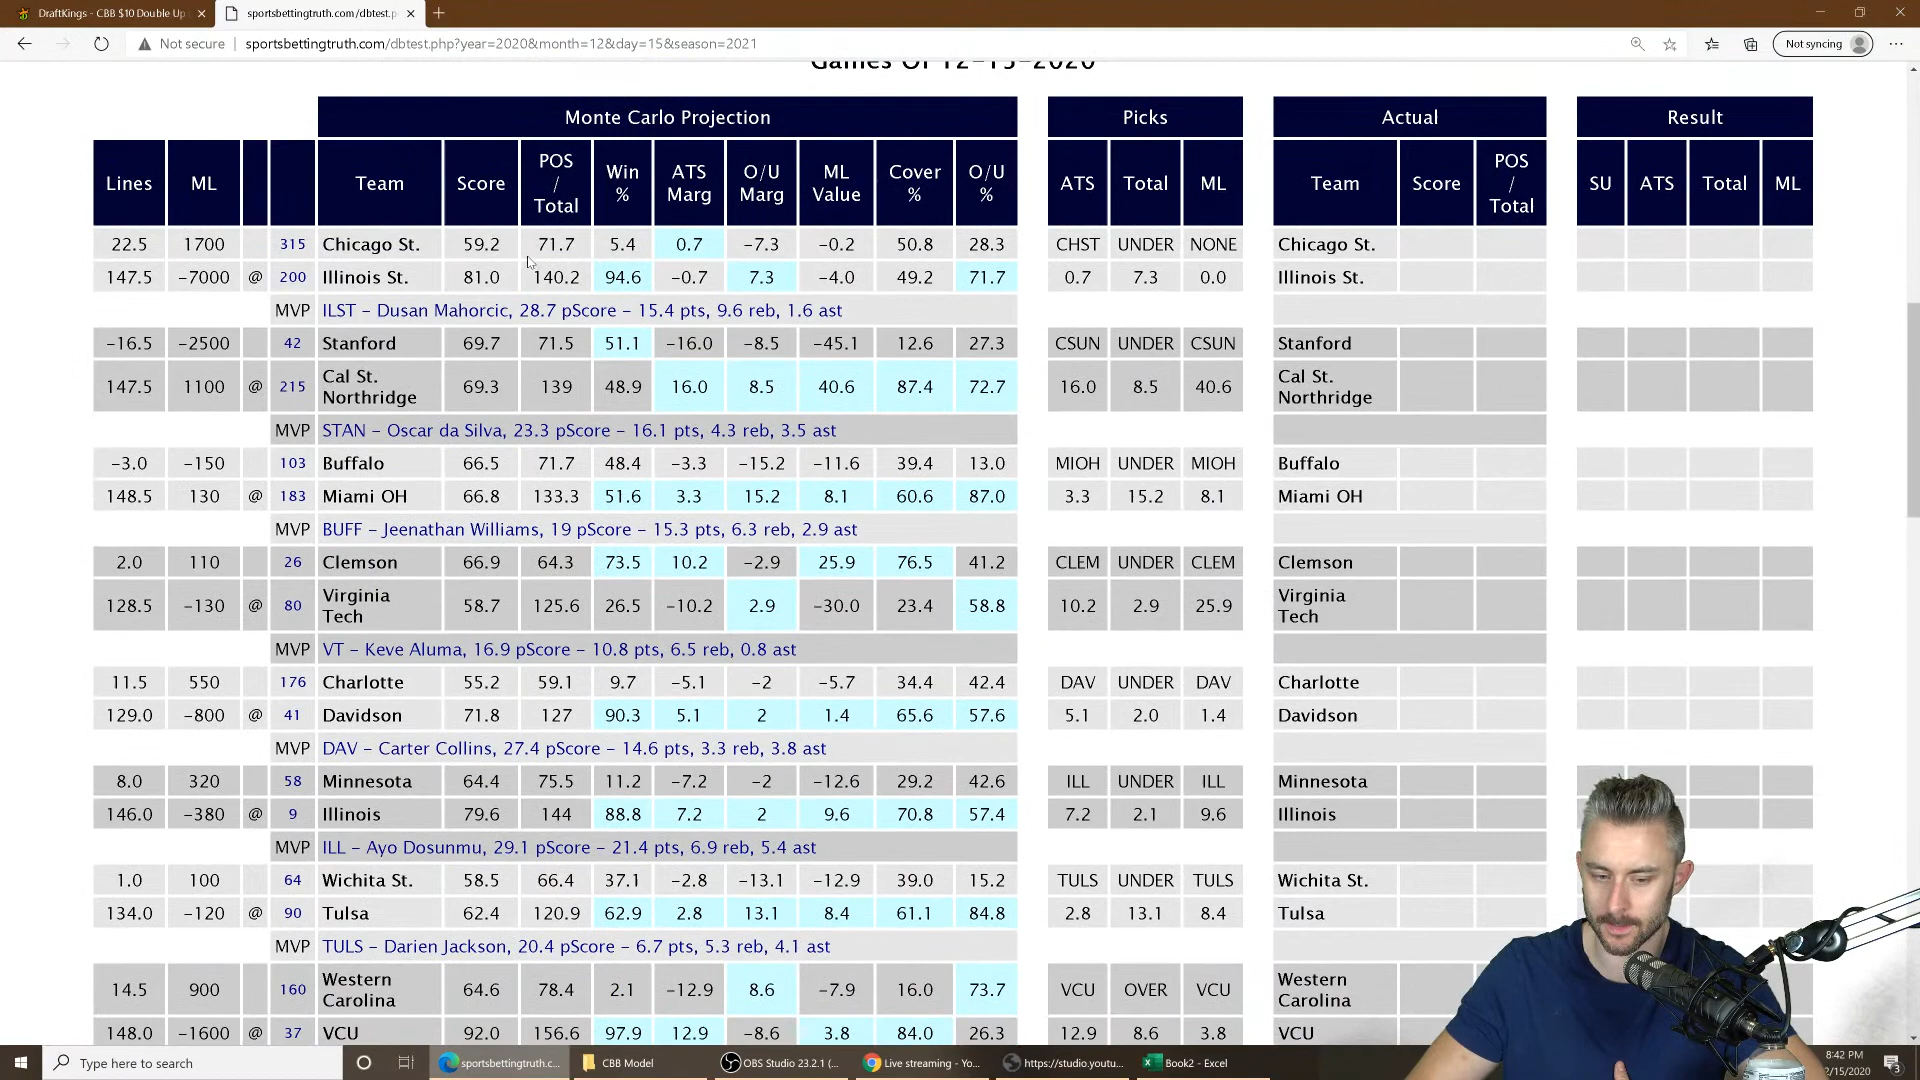 DraftKings - CBB $10 Double Up
sportsbettingtruth.com/dbtest.p
Not secure
sportsbettingtruth.com/dbtest.php?year=2020&month=12&day=15&season=2021
Not syncing
Games Of 12-15-2020
Monte Carlo Projection Picks Actual Result
Lines ML Team Score POS / Total Win % ATS Marg O/U Marg ML Value Cover % O/U % ATS Total ML Team Score POS / Total SU ATS Total ML
22.5 1700 315 Chicago St. 59.2 71.7 5.4 0.7 -7.3 -0.2 50.8 28.3 CHST UNDER NONE Chicago St.
147.5 -7000 @ 200 Illinois St. 81.0 140.2 94.6 -0.7 7.3 -4.0 49.2 71.7 0.7 7.3 0.0 Illinois St.
MVP ILST - Dusan Mahorcic, 28.7 pScore - 15.4 pts, 9.6 reb, 1.6 ast
-16.5 -2500 42 Stanford 69.7 71.5 51.1 -16.0 -8.5 -45.1 12.6 27.3 CSUN UNDER CSUN Stanford
147.5 1100 @ 215 Cal St. Northridge 69.3 139 48.9 16.0 8.5 40.6 87.4 72.7 16.0 8.5 40.6 Cal St. Northridge
MVP STAN - Oscar da Silva, 23.3 pScore - 16.1 pts, 4.3 reb, 3.5 ast
-3.0 -150 103 Buffalo 66.5 71.7 48.4 -3.3 -15.2 -11.6 39.4 13.0 MIOH UNDER MIOH Buffalo
148.5 130 @ 183 Miami OH 66.8 133.3 51.6 3.3 15.2 8.1 60.6 87.0 3.3 15.2 8.1 Miami OH
MVP BUFF - Jeenathan Williams, 19 pScore - 15.3 pts, 6.3 reb, 2.9 ast
2.0 110 26 Clemson 66.9 64.3 73.5 10.2 -2.9 25.9 76.5 41.2 CLEM UNDER CLEM Clemson
128.5 -130 @ 80 Virginia Tech 58.7 125.6 26.5 -10.2 2.9 -30.0 23.4 58.8 10.2 2.9 25.9 Virginia Tech
MVP VT - Keve Aluma, 16.9 pScore - 10.8 pts, 6.5 reb, 0.8 ast
11.5 550 176 Charlotte 55.2 59.1 9.7 -5.1 -2 -5.7 34.4 42.4 DAV UNDER DAV Charlotte
129.0 -800 @ 41 Davidson 71.8 127 90.3 5.1 2 1.4 65.6 57.6 5.1 2.0 1.4 Davidson
MVP DAV - Carter Collins, 27.4 pScore - 14.6 pts, 3.3 reb, 3.8 ast
8.0 320 58 Minnesota 64.4 75.5 11.2 -7.2 -2 -12.6 29.2 42.6 ILL UNDER ILL Minnesota
146.0 -380 @ 9 Illinois 79.6 144 88.8 7.2 2 9.6 70.8 57.4 7.2 2.1 9.6 Illinois
MVP ILL - Ayo Dosunmu, 29.1 pScore - 21.4 pts, 6.9 reb, 5.4 ast
1.0 100 64 Wichita St. 58.5 66.4 37.1 -2.8 -13.1 -12.9 39.0 15.2 TULS UNDER TULS Wichita St.
134.0 -120 @ 90 Tulsa 62.4 120.9 62.9 2.8 13.1 8.4 61.1 84.8 2.8 13.1 8.4 Tulsa
MVP TULS - Darien Jackson, 20.4 pScore - 6.7 pts, 5.3 reb, 4.1 ast
14.5 900 160 Western Carolina 64.6 78.4 2.1 -12.9 8.6 -7.9 16.0 73.7 VCU OVER VCU Western Carolina
148.0 -1600 @ 37 VCU 92.0 156.6 97.9 12.9 -8.6 3.8 84.0 26.3 12.9 8.6 3.8 VCU
Type here to search
sportsbettingtruth.c...
CBB Model
OBS Studio 23.2.1 (...
Live streaming - Yo...
https://studio.youtu...
Book2 - Excel
8:42 PM
2/15/2020
3